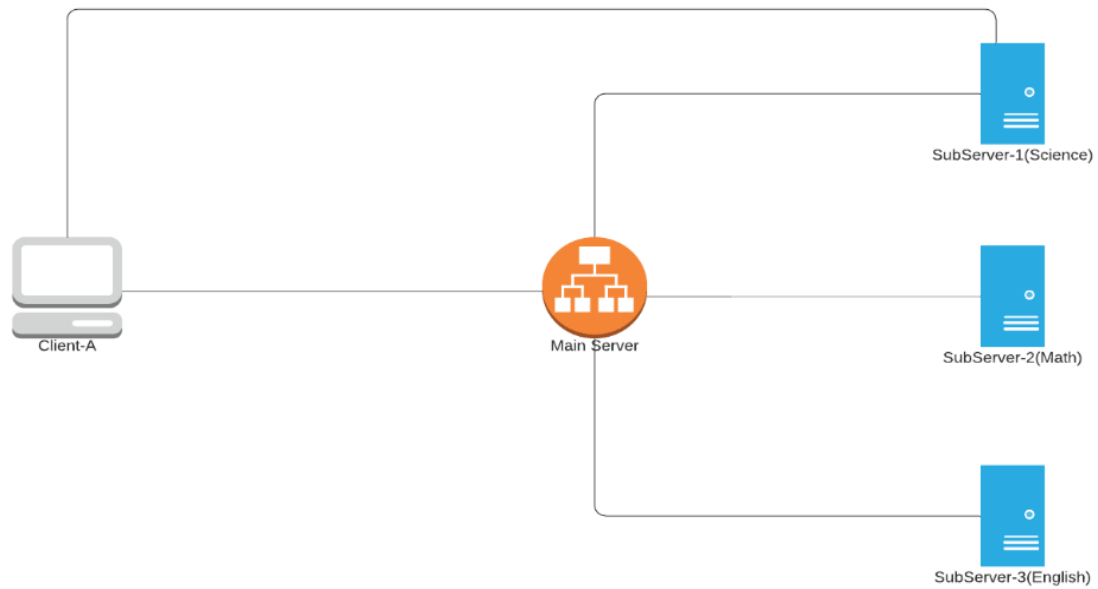 SubServer-1(Science)
Client-A
Main Server
SubServer-2(Math)
SubServer-3(English)